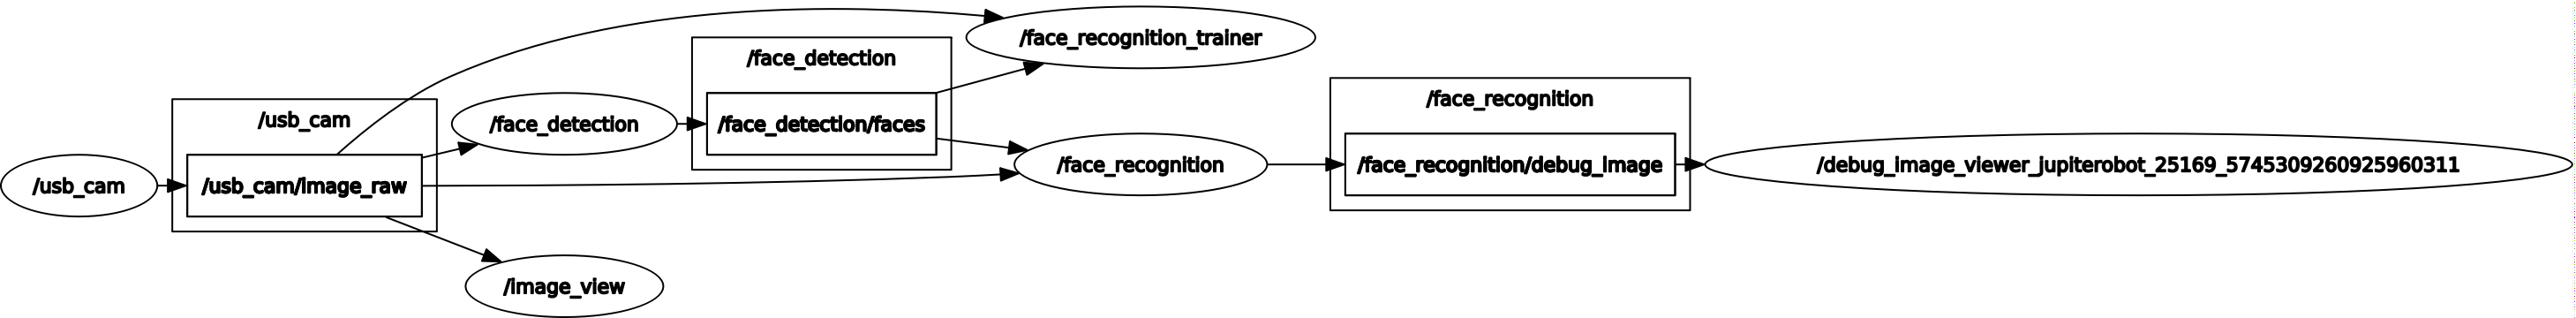 /usb_cam
/usb_cam
/usb_cam/image_raw
/face_detection
/image_view
/face_detection
/face_detection/faces
/face_recognition_trainer
/face_recognition
/face_recognition
/face_recognition/debug_image
/debug_image_viewer_jupiterobot_25169_5745309260925960311